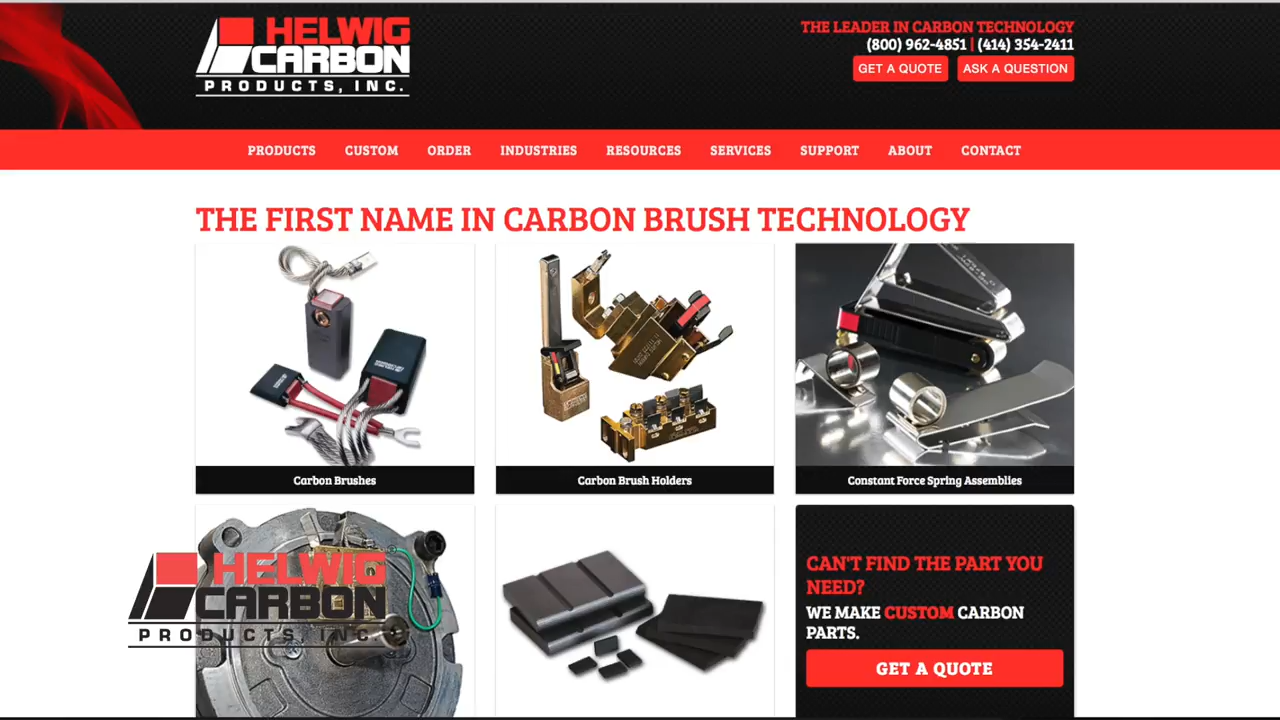 HELWIG
CARBON
PRODUCTS, INC.
THE LEADER IN CARBON TECHNOLOGY
(800) 962-4851 | (414) 354-2411
GET A QUOTE ASK A QUESTION
PRODUCTS CUSTOM ORDER INDUSTRIES RESOURCES SERVICES SUPPORT ABOUT CONTACT
THE FIRST NAME IN CARBON BRUSH TECHNOLOGY
Carbon Brushes
Carbon Brush Holders
Constant Force Spring Assemblies
HELWIG
CARBON
PRODUCTS, INC.
CAN'T FIND THE PART YOU
NEED?
WE MAKE CUSTOM CARBON
PARTS.
GET A QUOTE